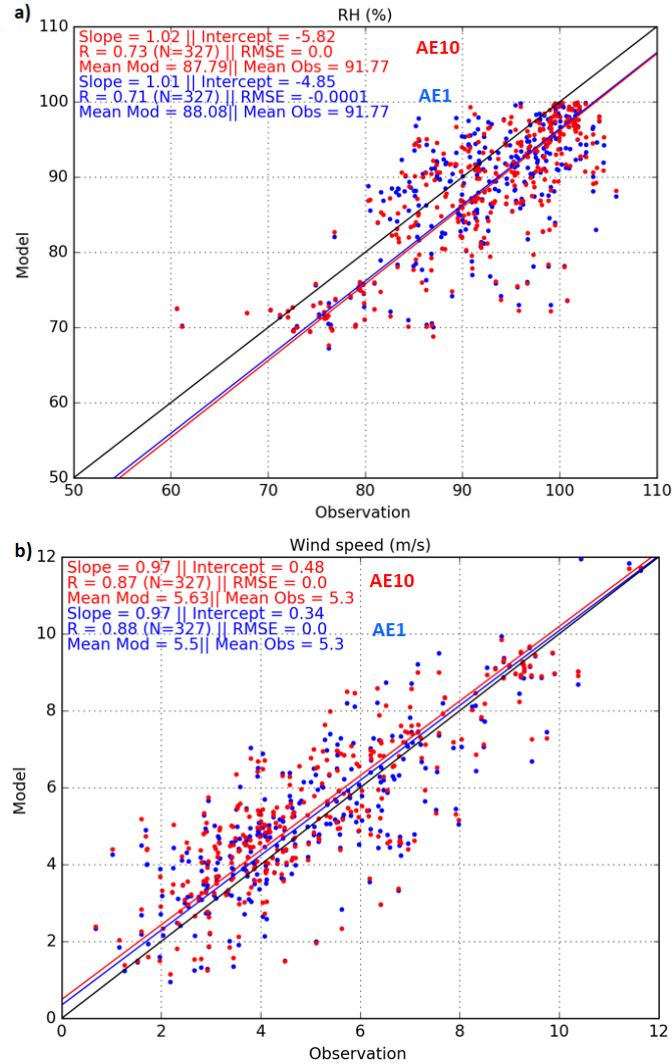 a)
RH (%)
Slope = 1.02 || Intercept = -5.82
R = 0.73 (N=327) || RMSE = 0.0
Mean Mod = 87.79|| Mean Obs = 91.77
AE10
Slope = 1.01 || Intercept = -4.85
R = 0.71 (N=327) || RMSE = -0.0001
Mean Mod = 88.08|| Mean Obs = 91.77
AE1
110
100
90
80
70
60
50
Model
50 60 70 80 90 100 110
Observation
b)
Wind speed (m/s)
Slope = 0.97 || Intercept = 0.48
R = 0.87 (N=327) || RMSE = 0.0
Mean Mod = 5.63|| Mean Obs = 5.3
AE10
Slope = 0.97 || Intercept = 0.34
R = 0.88 (N=327) || RMSE = 0.0
Mean Mod = 5.5|| Mean Obs = 5.3
AE1
12
10
8
6
4
2
0
Model
0 2 4 6 8 10 12
Observation